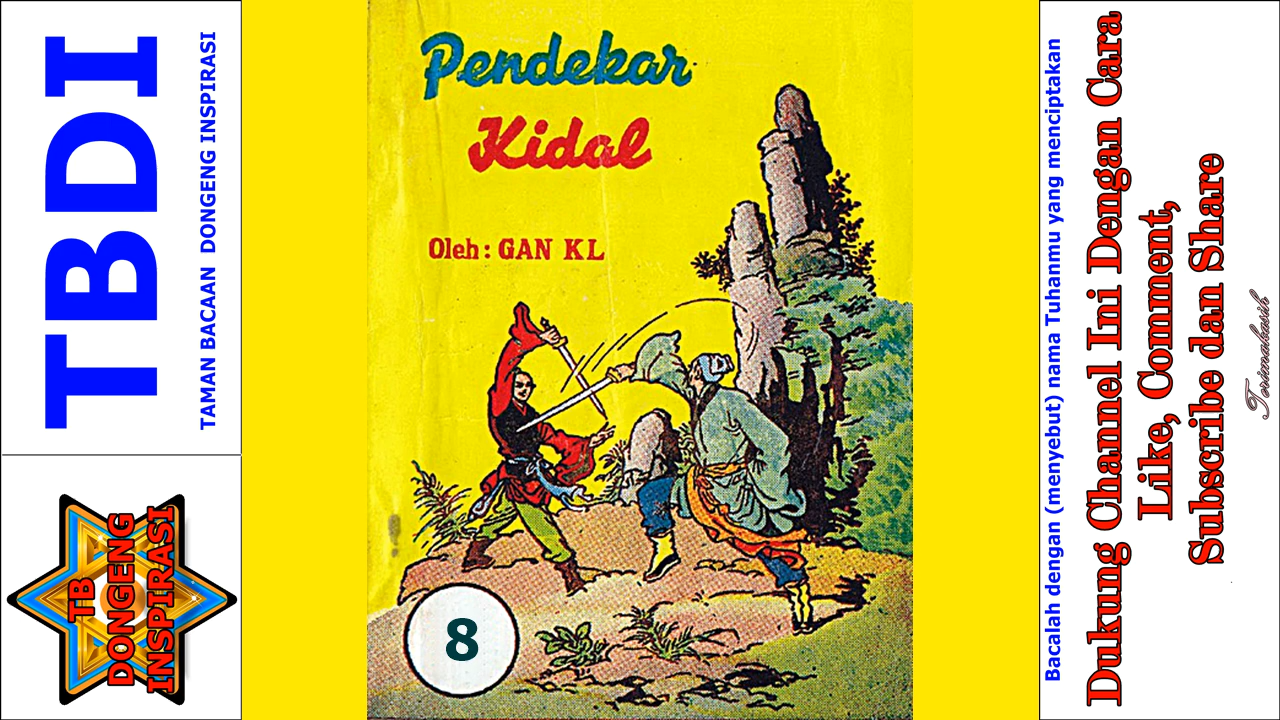 TBDI
TAMAN BACAAN DONGENG INSPIRASI
TB
DONGENG
INSPIRASI
Pendekar
Kidal
Oleh : GAN KL
8
Bacalah dengan (menyebut) nama Tuhanmu yang menciptakan
Dukung Channel Ini Dengan Cara
Like, Comment,
Subscribe dan Share
Terimakasih